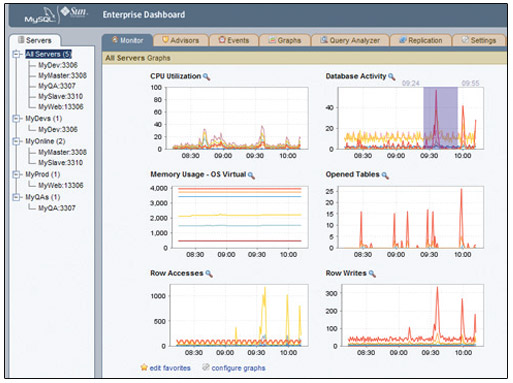 MySQL Sun Enterprise Dashboard
Servers
All Servers (5)
MyDev:3306
MyMaster:3308
MyQA:3307
MySlave:3310
MyWeb:13306
MyDevs (1)
MyDev:3306
MyOnline (2)
MyMaster:3308
MySlave:3310
MyProd (1)
MyWeb:13306
MyQAs (1)
MyQA:3307
Monitor Advisors Events Graphs Query Analyzer Replication Settings
All Servers Graphs
CPU Utilization
100
80
60
40
20
0
08:30 09:00 09:30 10:00
Database Activity
09:24 09:55
40
20
0
08:30 09:00 09:30 10:00
Memory Usage - OS Virtual
4,000
3,000
2,000
1,000
0
08:30 09:00 09:30 10:00
Opened Tables
25
20
15
10
5
0
08:30 09:00 09:30 10:00
Row Accesses
1000
500
0
08:30 09:00 09:30 10:00
Row Writes
300
200
100
0
08:30 09:00 09:30 10:00
edit favorites configure graphs